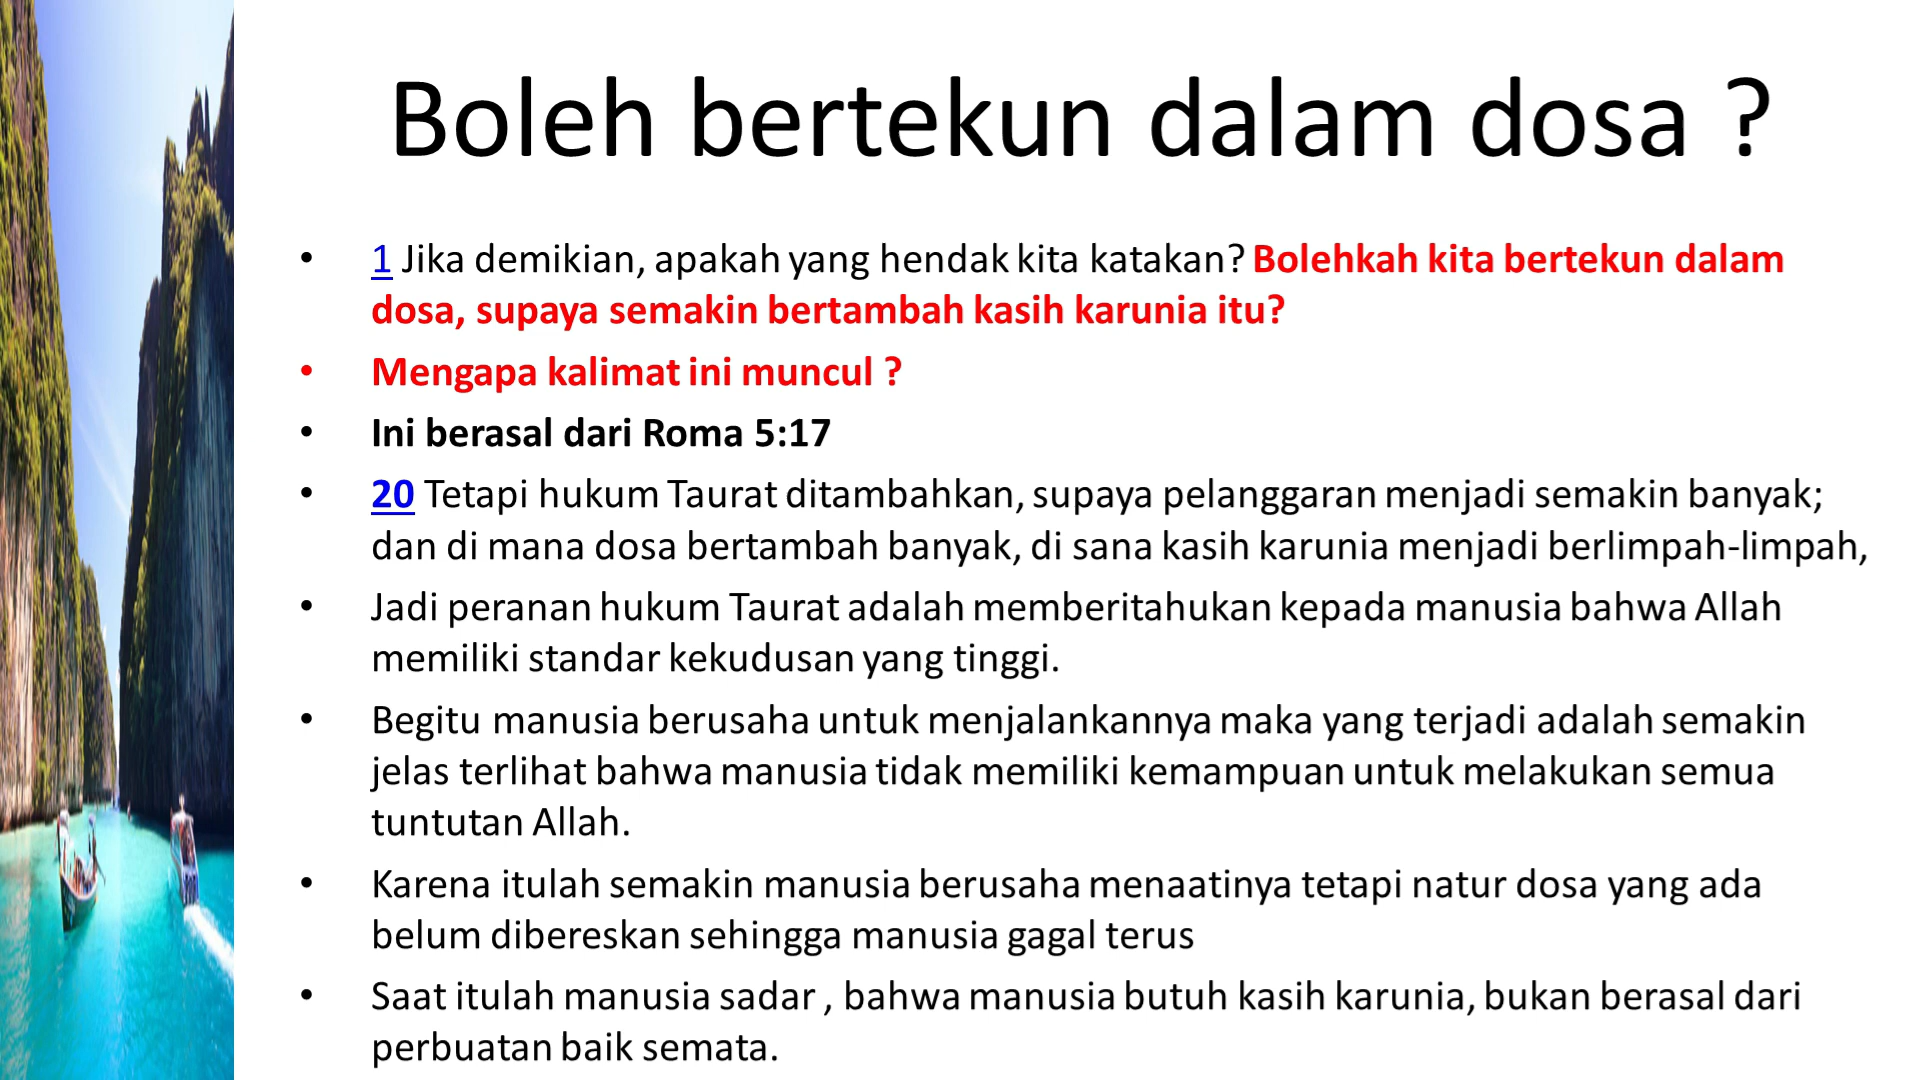 Boleh bertekun dalam dosa ?
• 1 Jika demikian, apakah yang hendak kita katakan? Bolehkah kita bertekun dalam
dosa, supaya semakin bertambah kasih karunia itu?
• Mengapa kalimat ini muncul ?
• Ini berasal dari Roma 5:17
• 20 Tetapi hukum Taurat ditambahkan, supaya pelanggaran menjadi semakin banyak;
dan di mana dosa bertambah banyak, di sana kasih karunia menjadi berlimpah-limpah,
• Jadi peranan hukum Taurat adalah memberitahukan kepada manusia bahwa Allah
memiliki standar kekudusan yang tinggi.
• Begitu manusia berusaha untuk menjalankannya maka yang terjadi adalah semakin
jelas terlihat bahwa manusia tidak memiliki kemampuan untuk melakukan semua
tuntutan Allah.
• Karena itulah semakin manusia berusaha menaatinya tetapi natur dosa yang ada
belum dibereskan sehingga manusia gagal terus
• Saat itulah manusia sadar , bahwa manusia butuh kasih karunia, bukan berasal dari
perbuatan baik semata.